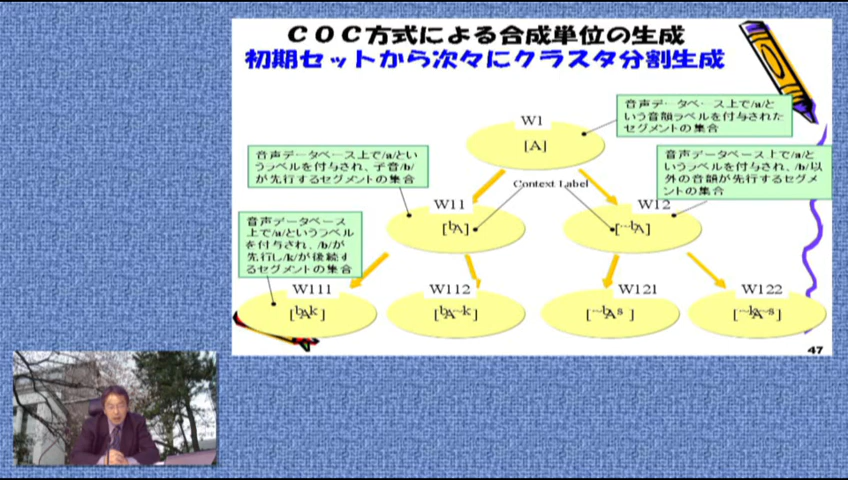 ＣＯＣ方式による合成単位の生成
初期セットから次々にクラスタ分割生成
音声データベース上で/a/と
いう音韻ラベルを付与された
セグメントの集合
W1
[A]
音声データベース上で/a/とい
うラベルを付与され、子音/b/
が先行するセグメントの集合
音声データベース上で/a/と
いうラベルを付与され、/b/以
外の音韻が先行するセグメ
ントの集合
Context Label
W11
[ᵇA]
W12
[~ᵇA]
音声データベース
上で/a/というラベル
を付与され、/b/が
先行し/k/が後続す
るセグメントの集合
W111
[ᵇAᵏ]
W112
[ᵇA~ᵏ]
W121
[~ᵇAˢ]
W122
[~ᵏA~ˢ]
47